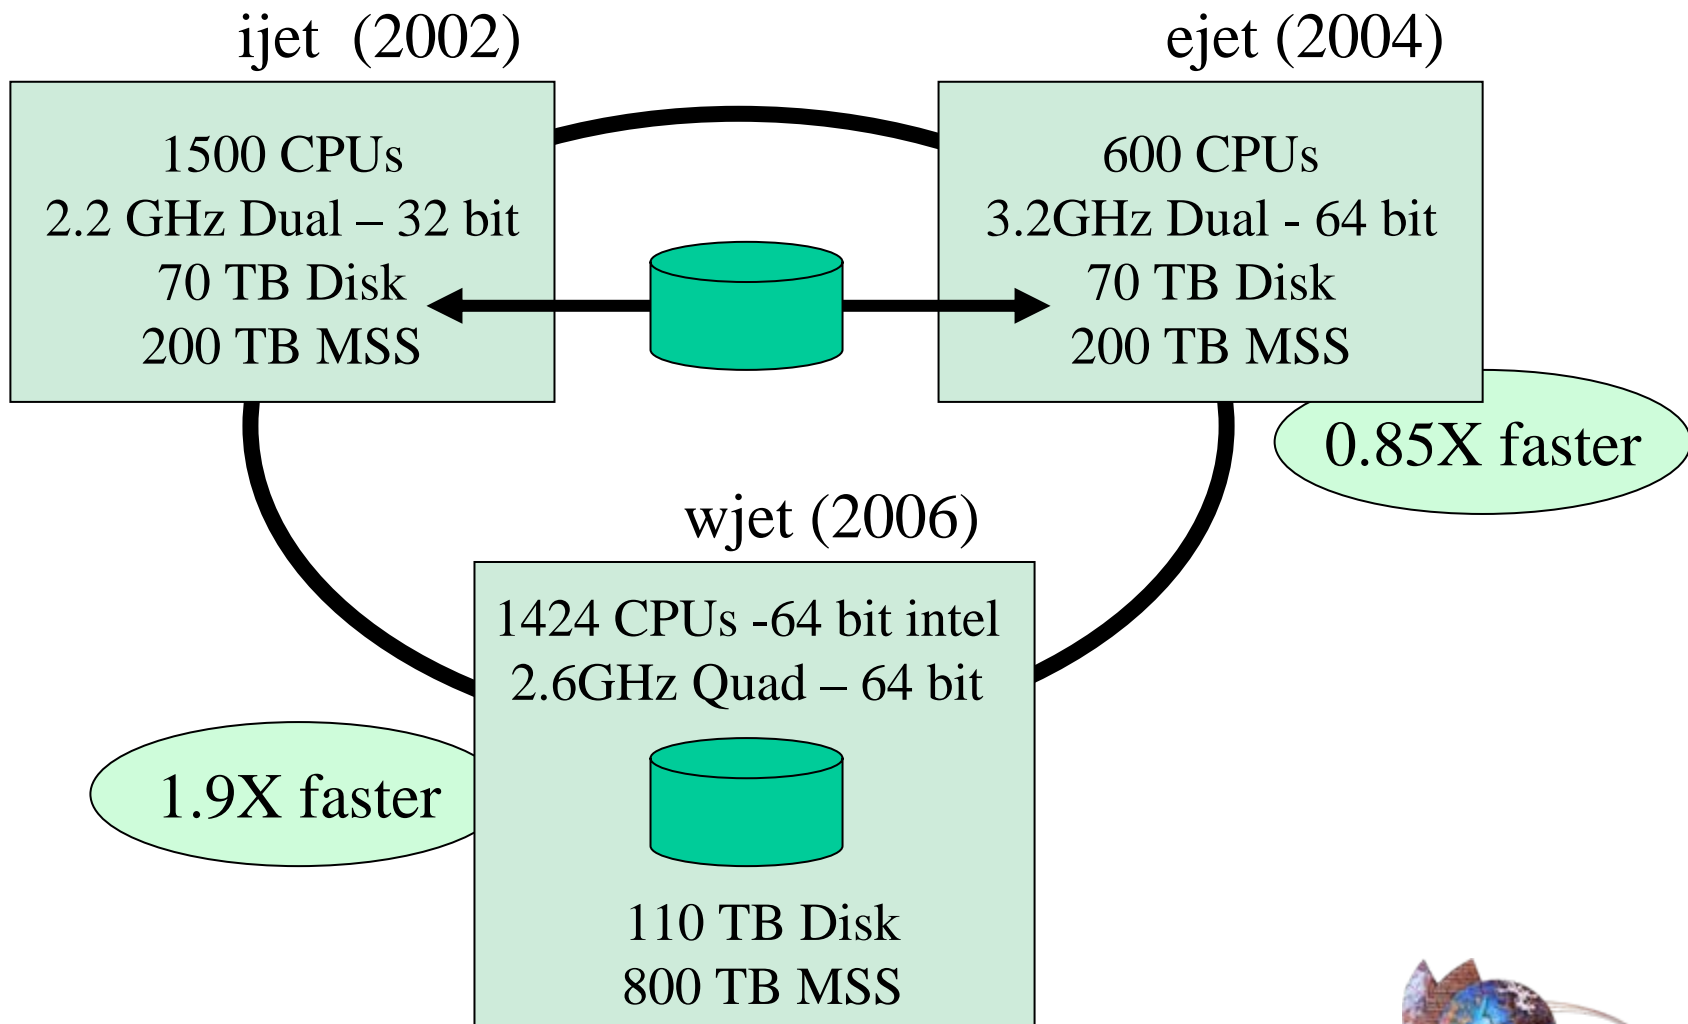 ijet (2002)
1500 CPUs
2.2 GHz Dual – 32 bit
70 TB Disk
200 TB MSS
ejet (2004)
600 CPUs
3.2GHz Dual - 64 bit
70 TB Disk
200 TB MSS
0.85X faster
wjet (2006)
1424 CPUs -64 bit intel
2.6GHz Quad – 64 bit
1.9X faster
110 TB Disk
800 TB MSS